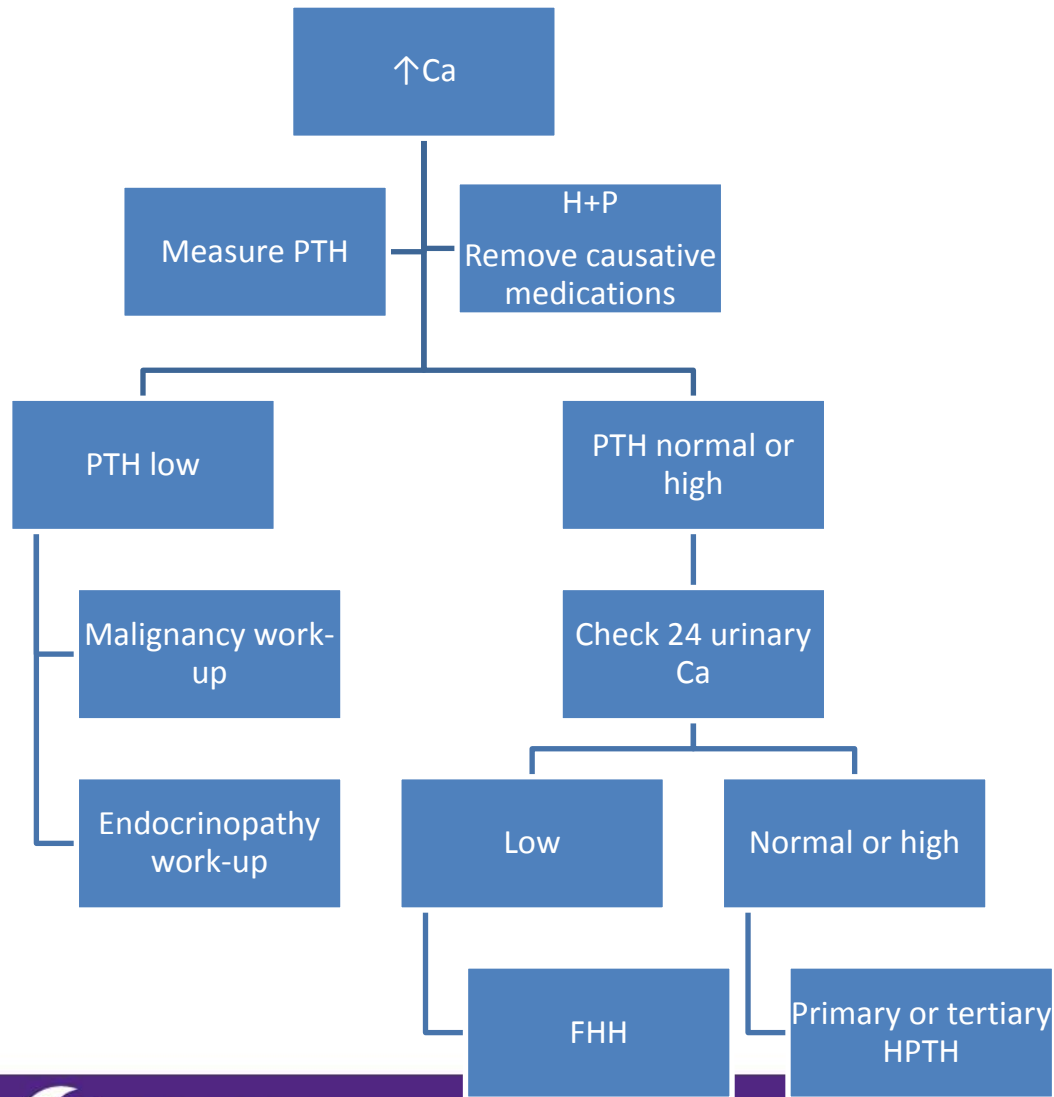 ↑Ca
Measure PTH
H+P
Remove causative
medications
PTH low
PTH normal or
high
Malignancy work-
up
Check 24 urinary
Ca
Endocrinopathy
work-up
Low
Normal or high
FHH
Primary or tertiary
HPTH